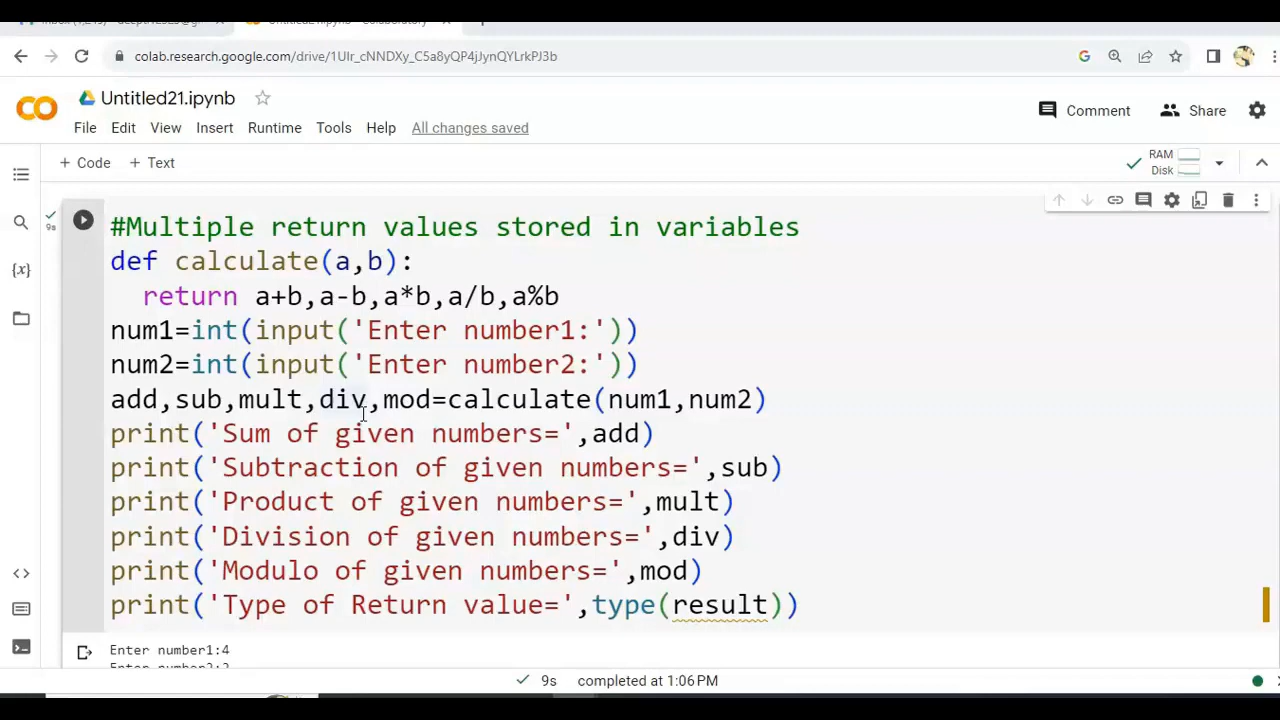 colab.research.google.com/drive/1UIr_cNNDXy_C5a8yQP4jJynQYLrkPJ3b
Untitled21.ipynb
Comment
Share
File Edit View Insert Runtime Tools Help All changes saved
+ Code + Text
RAM
Disk
9s
#Multiple return values stored in variables
def calculate(a,b):
  return a+b,a-b,a*b,a/b,a%b
num1=int(input('Enter number1:'))
num2=int(input('Enter number2:'))
add,sub,mult,div,mod=calculate(num1,num2)
print('Sum of given numbers=',add)
print('Subtraction of given numbers=',sub)
print('Product of given numbers=',mult)
print('Division of given numbers=',div)
print('Modulo of given numbers=',mod)
print('Type of Return value=',type(result))
Enter number1:4
9s completed at 1:06 PM